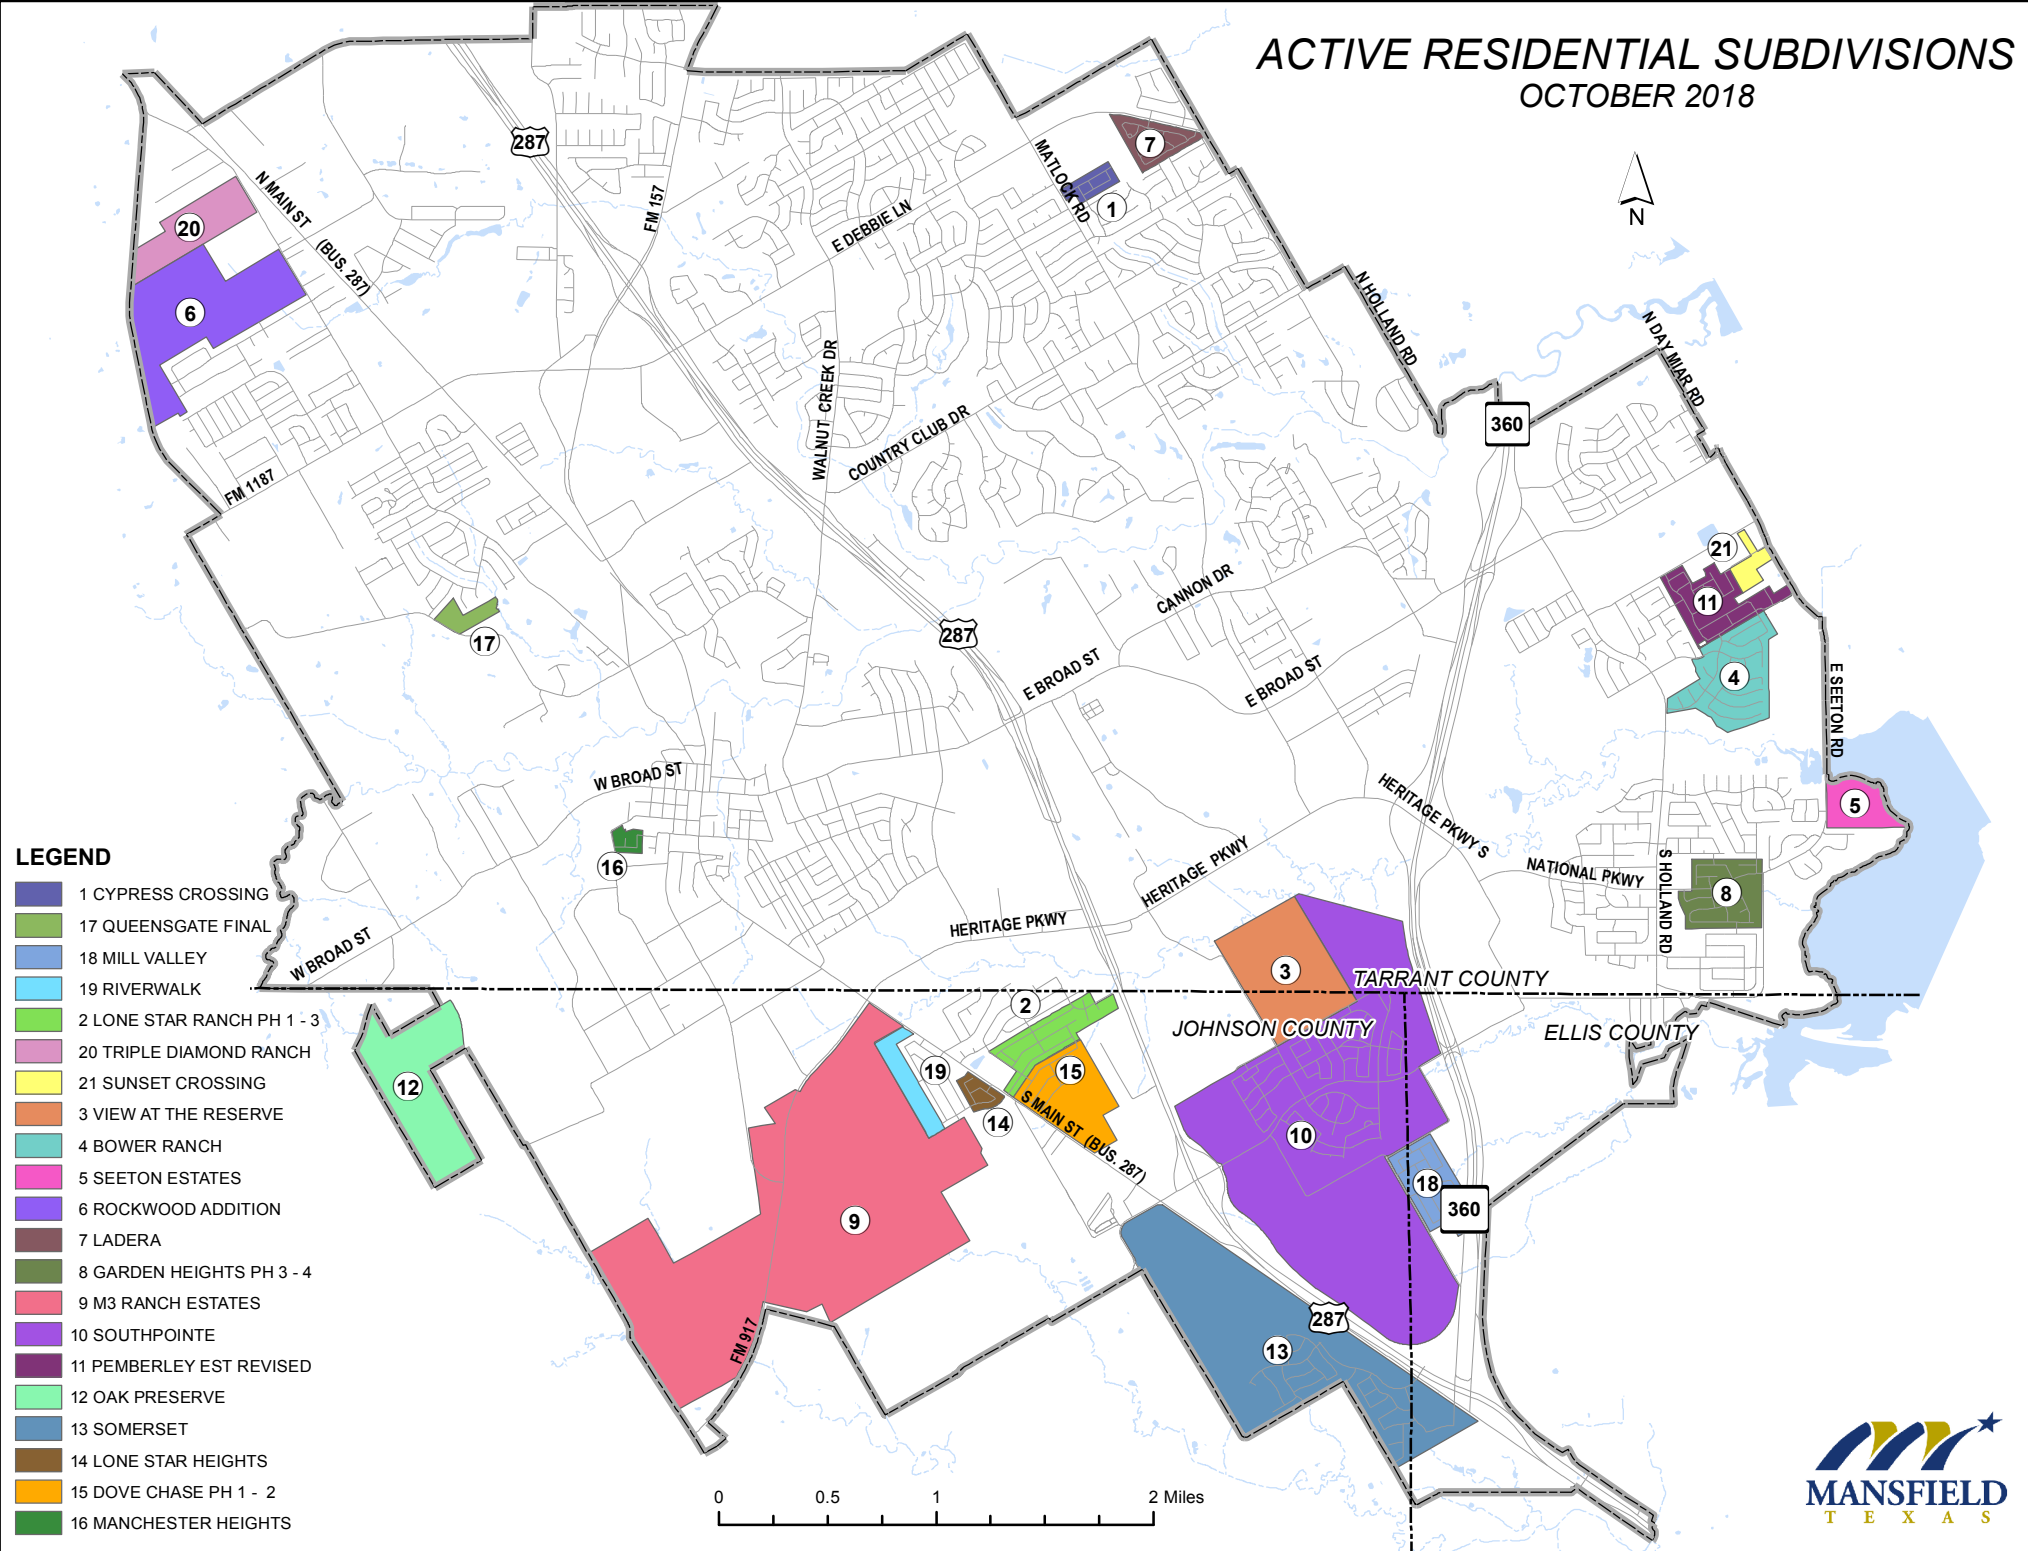 ACTIVE RESIDENTIAL SUBDIVISIONS
OCTOBER 2018
N
287
7
MATLOCK RD
1
N MAIN ST
(BUS. 287)
FM 157
E DEBBIE LN
20
6
N HOLLAND RD
N DAY MIAR RD
WALNUT CREEK DR
COUNTRY CLUB DR
360
FM 1187
21
11
CANNON DR
17
287
E BROAD ST
E BROAD ST
4
E SEETON RD
W BROAD ST
HERITAGE PKWY S
5
16
HERITAGE PKWY
NATIONAL PKWY
S HOLLAND RD
8
HERITAGE PKWY
W BROAD ST
3
TARRANT COUNTY
2
JOHNSON COUNTY
ELLIS COUNTY
12
19
15
14
S MAIN ST (BUS. 287)
10
18
360
9
287
13
FM 917
LEGEND
1 CYPRESS CROSSING
17 QUEENSGATE FINAL
18 MILL VALLEY
19 RIVERWALK
2 LONE STAR RANCH PH 1 - 3
20 TRIPLE DIAMOND RANCH
21 SUNSET CROSSING
3 VIEW AT THE RESERVE
4 BOWER RANCH
5 SEETON ESTATES
6 ROCKWOOD ADDITION
7 LADERA
8 GARDEN HEIGHTS PH 3 - 4
9 M3 RANCH ESTATES
10 SOUTHPOINTE
11 PEMBERLEY EST REVISED
12 OAK PRESERVE
13 SOMERSET
14 LONE STAR HEIGHTS
15 DOVE CHASE PH 1 - 2
16 MANCHESTER HEIGHTS
0 0.5 1 2 Miles
MANSFIELD
TEXAS